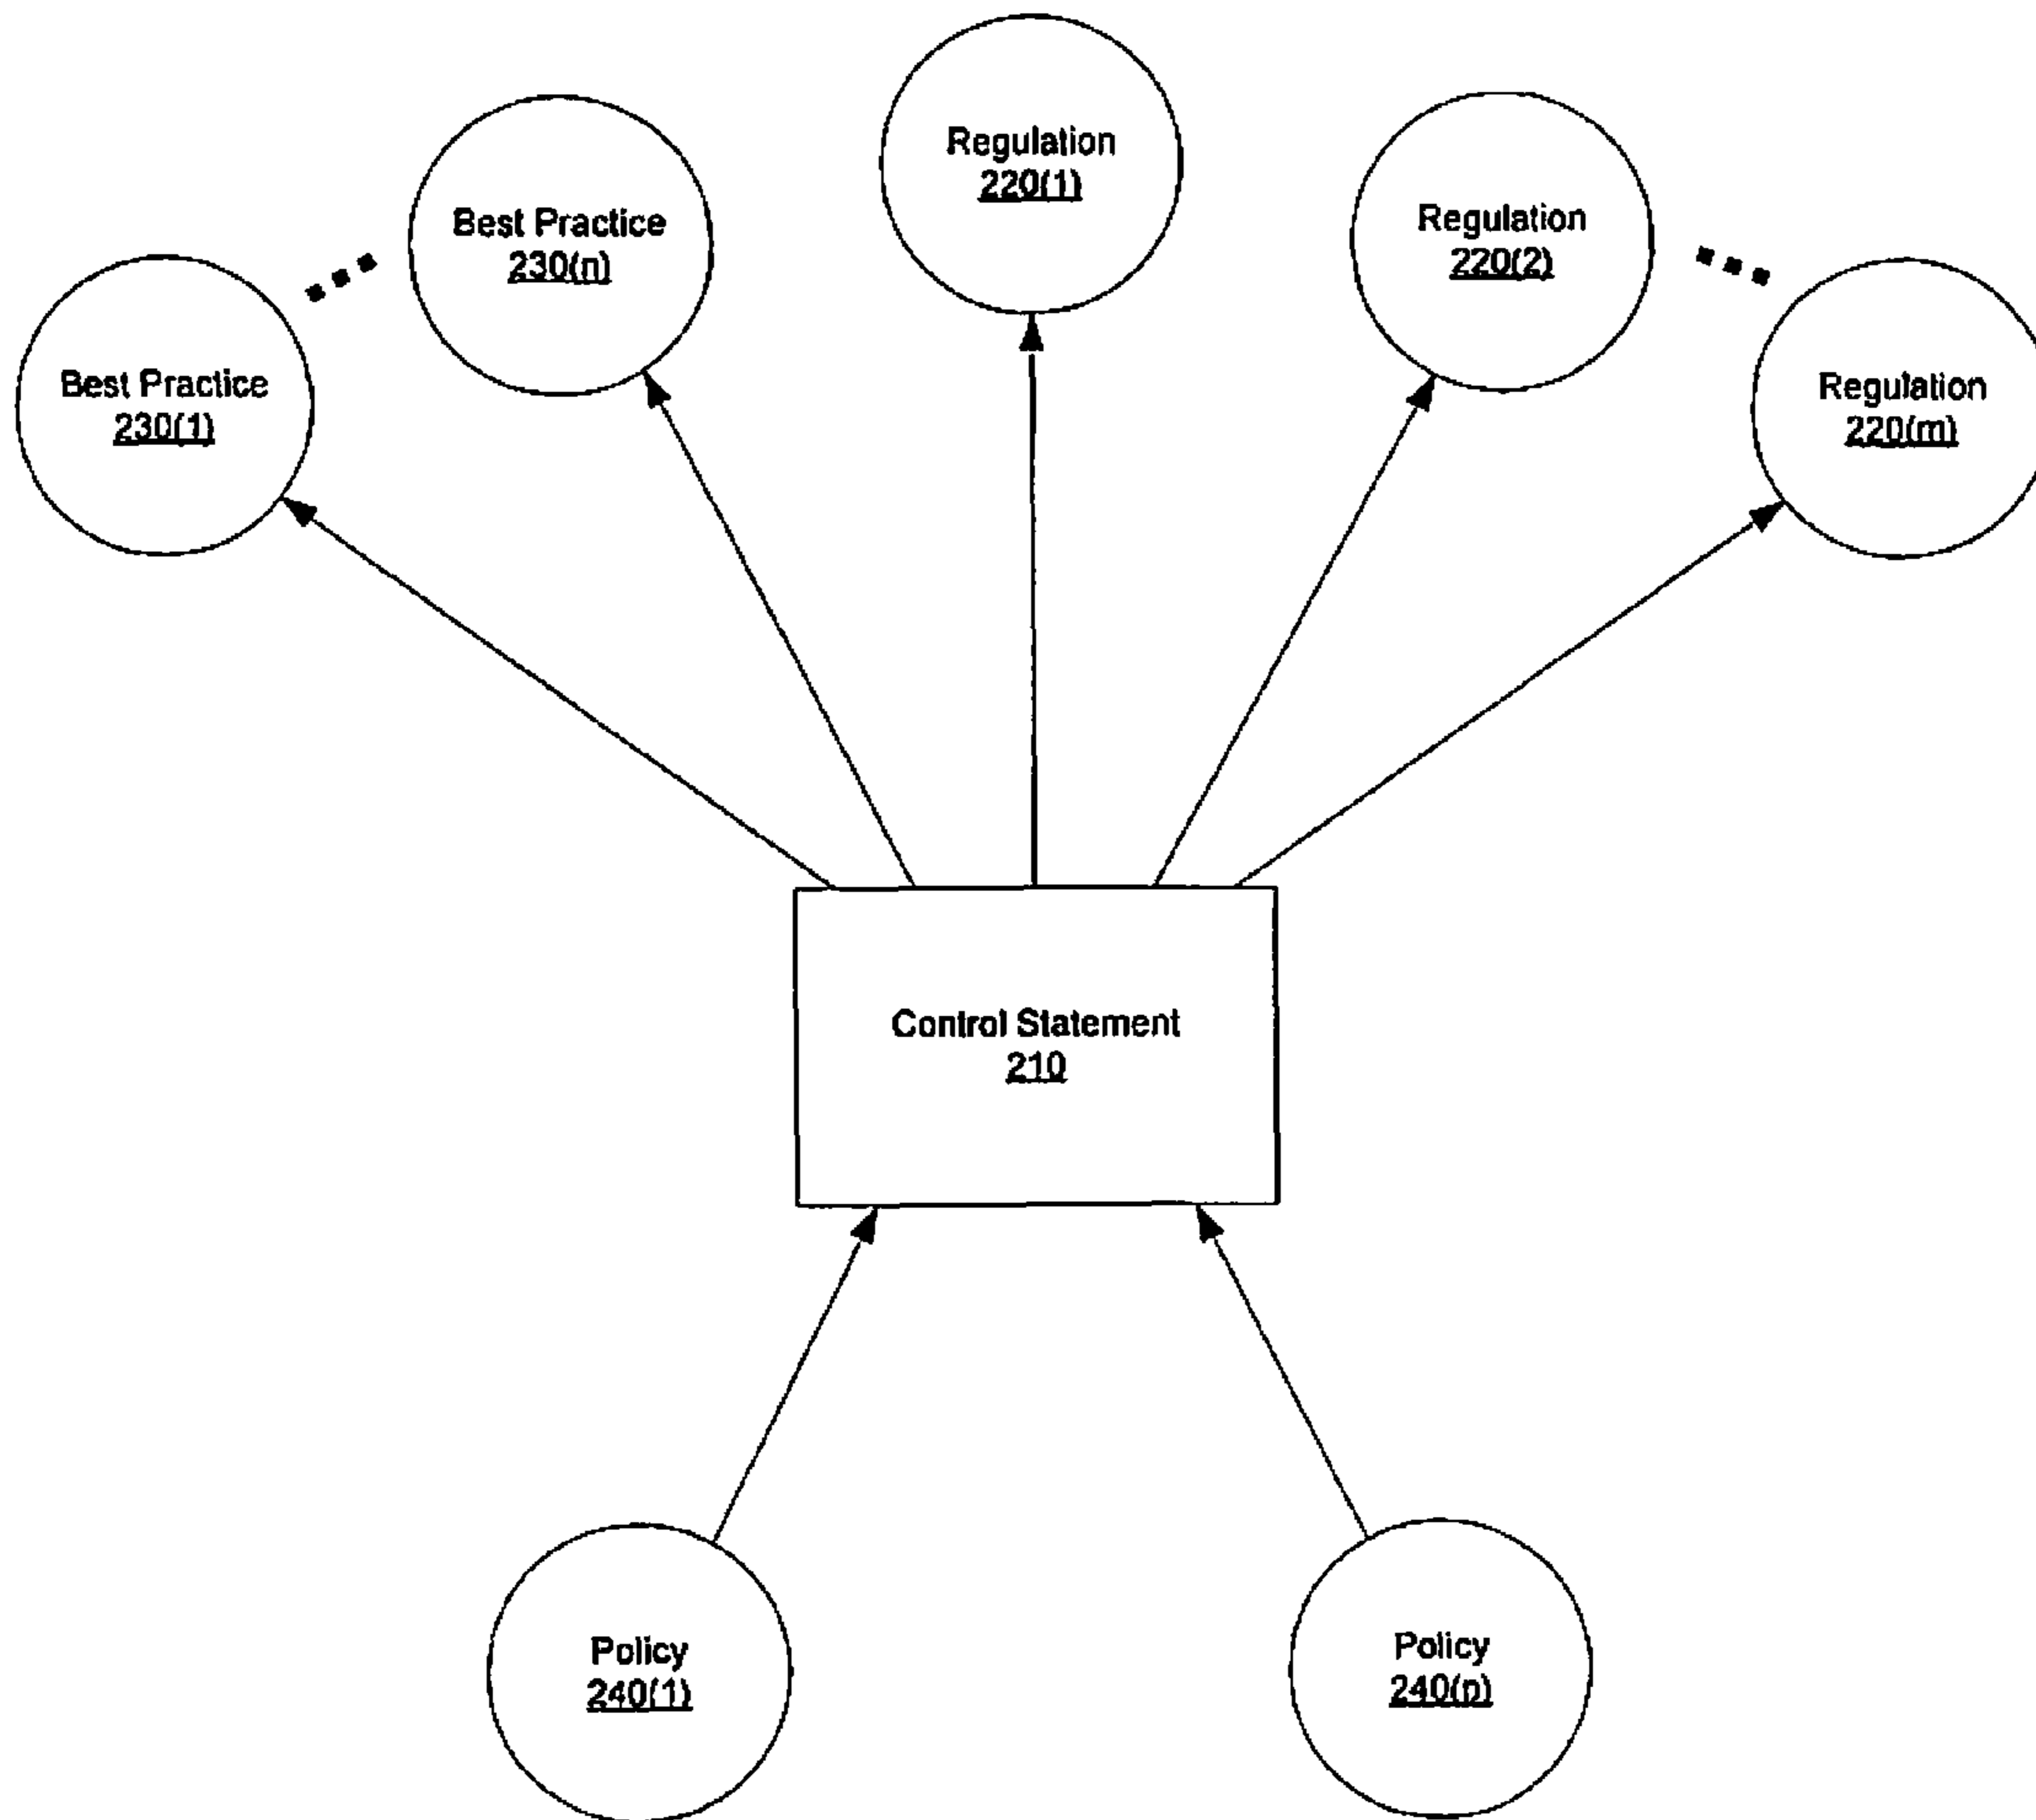 Regulation
220(1)
Best Practice
230(n)
Regulation
220(2)
Best Practice
230(1)
Regulation
220(m)
Control Statement
210
Policy
240(1)
Policy
240(p)